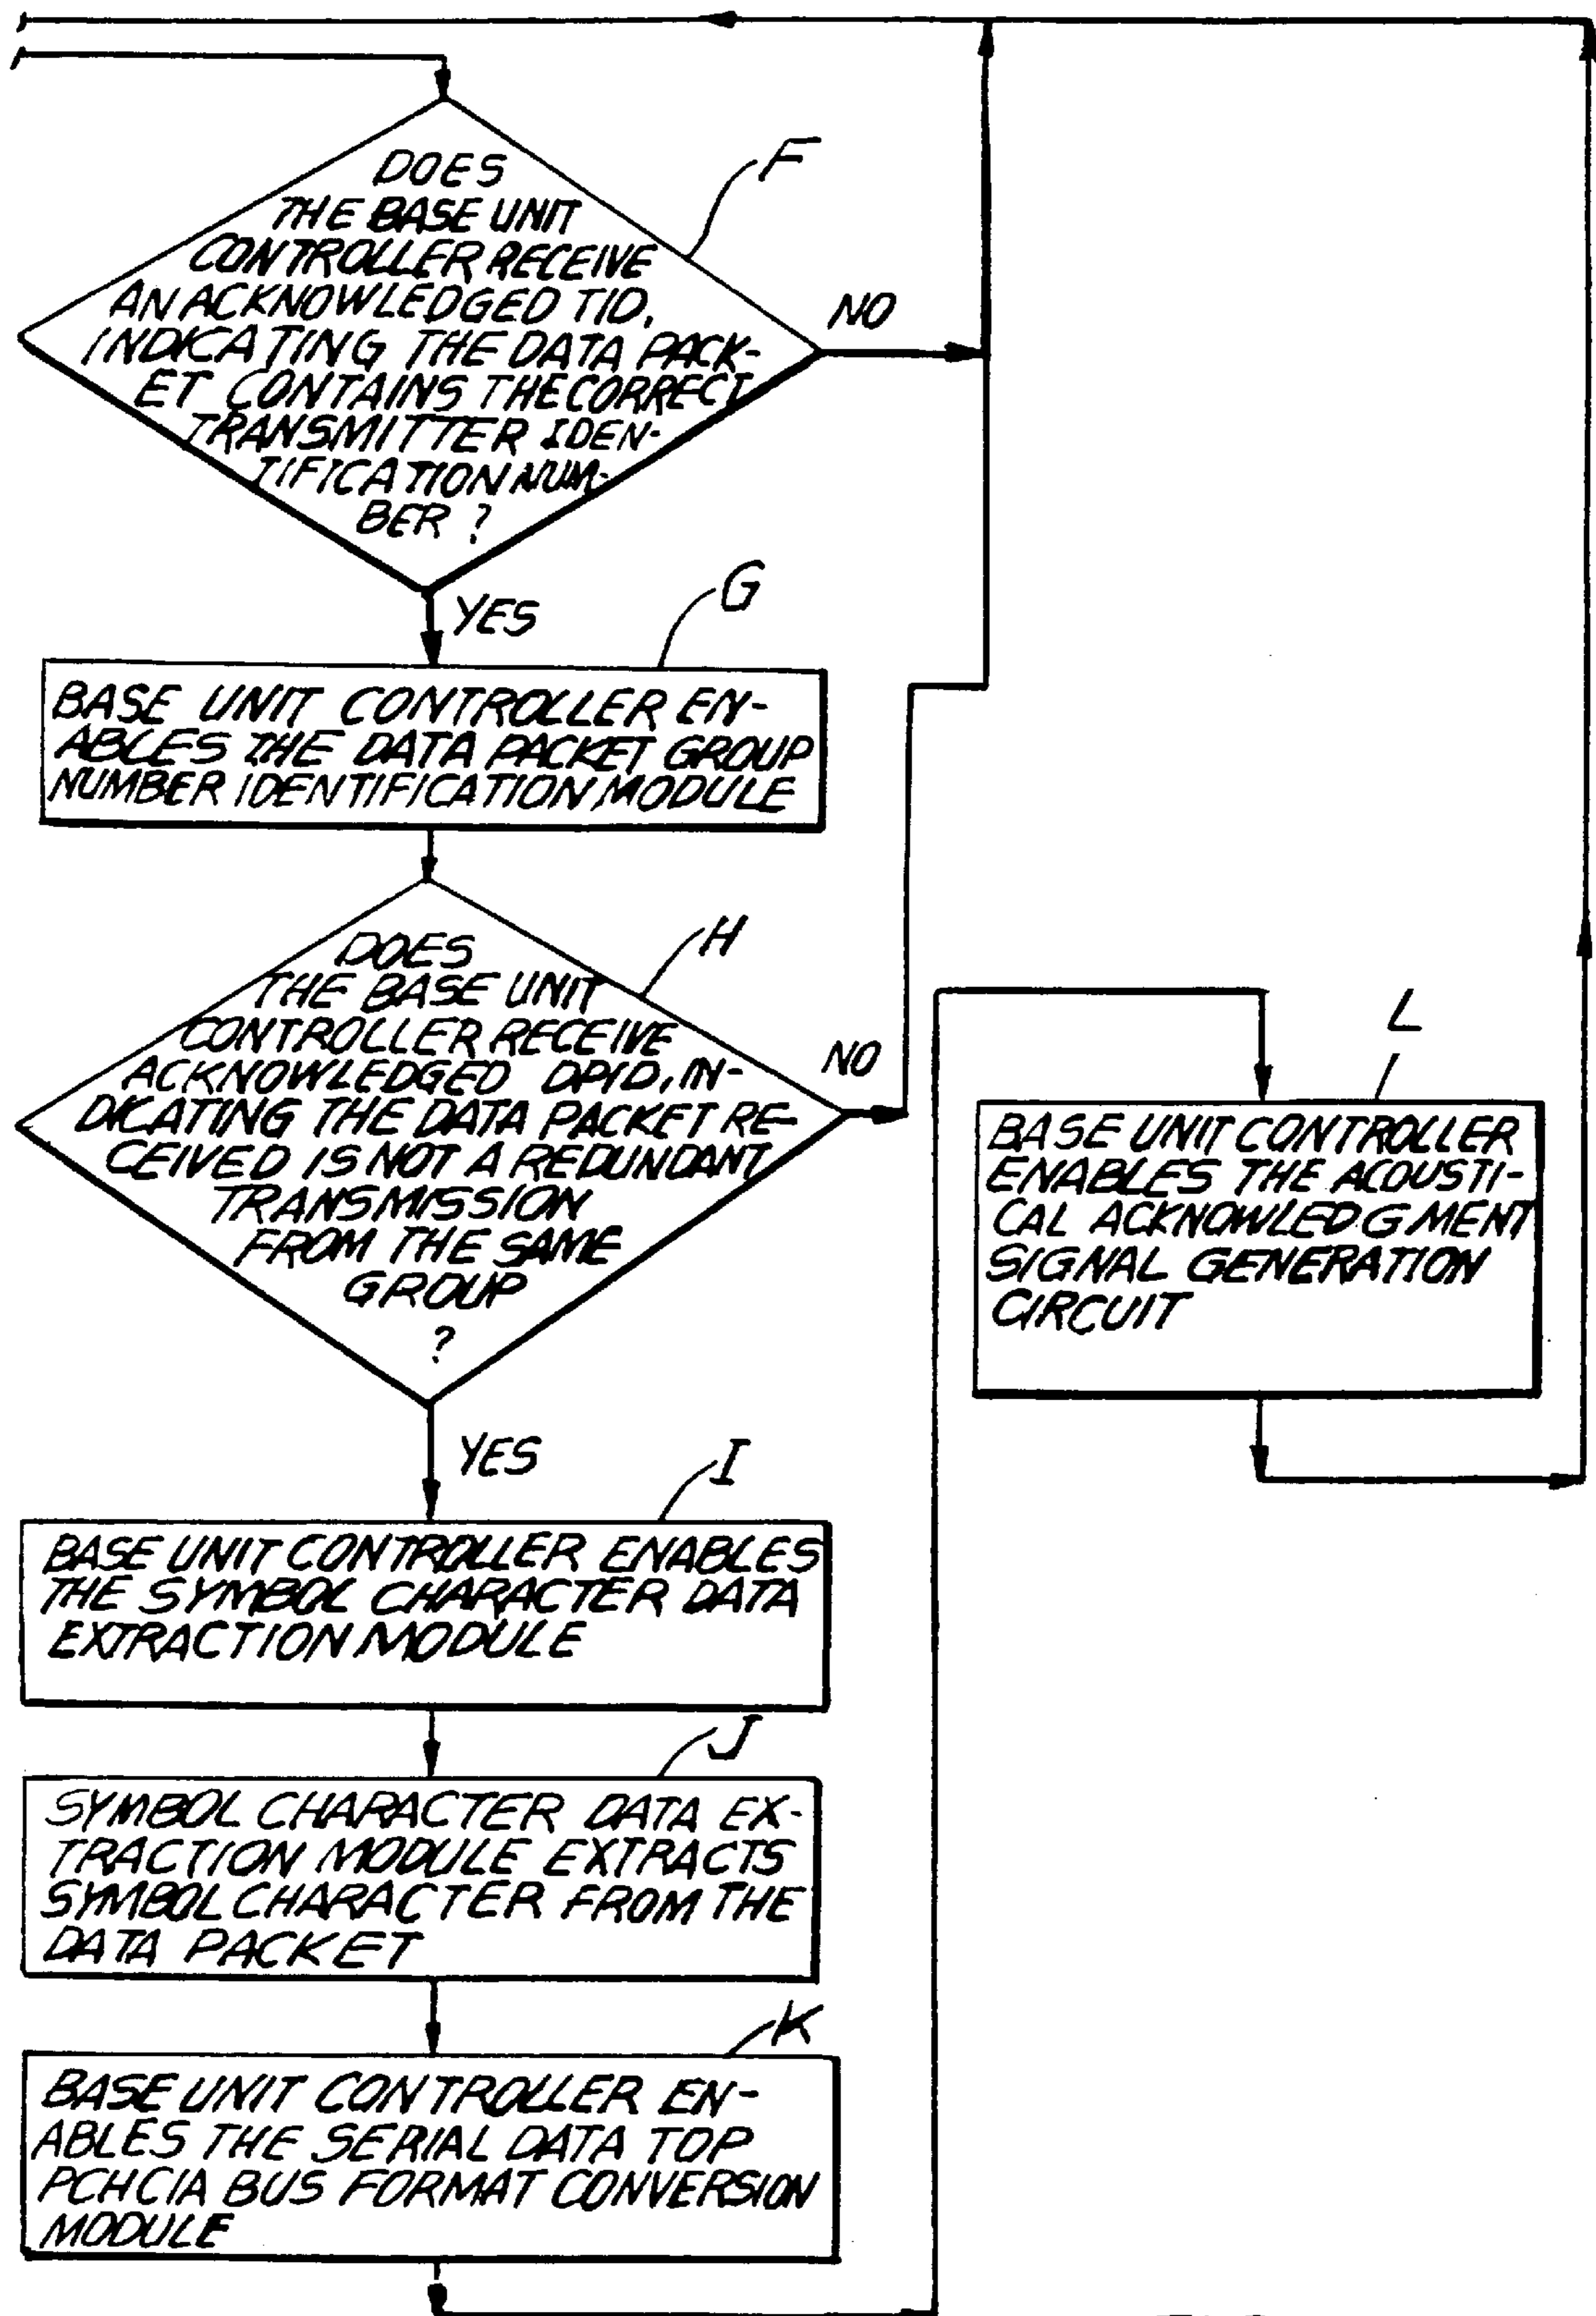 DOES
THE BASE UNIT
CONTROLLER RECEIVE
AN ACKNOWLEDGED TID,
INDICATING THE DATA PACK-
ET CONTAINS THE CORRECT
TRANSMITTER IDEN-
TIFICATION NUM-
BER ?
F
NO
YES
G
BASE UNIT CONTROLLER EN-
ABLES THE DATA PACKET GROUP
NUMBER IDENTIFICATION MODULE
H
DOES
THE BASE UNIT
CONTROLLER RECEIVE
ACKNOWLEDGED DPID, IN-
DICATING THE DATA PACKET RE-
CEIVED IS NOT A REDUNDANT
TRANSMISSION
FROM THE SAME
GROUP
?
NO
YES
I
BASE UNIT CONTROLLER ENABLES
THE SYMBOL CHARACTER DATA
EXTRACTION MODULE
J
SYMBOL CHARACTER DATA EX-
TRACTION MODULE EXTRACTS
SYMBOL CHARACTER FROM THE
DATA PACKET
K
BASE UNIT CONTROLLER EN-
ABLES THE SERIAL DATA TOP
PCHCIA BUS FORMAT CONVERSION
MODULE
L
BASE UNIT CONTROLLER
ENABLES THE ACOUSTI-
CAL ACKNOWLEDGMENT
SIGNAL GENERATION
CIRCUIT